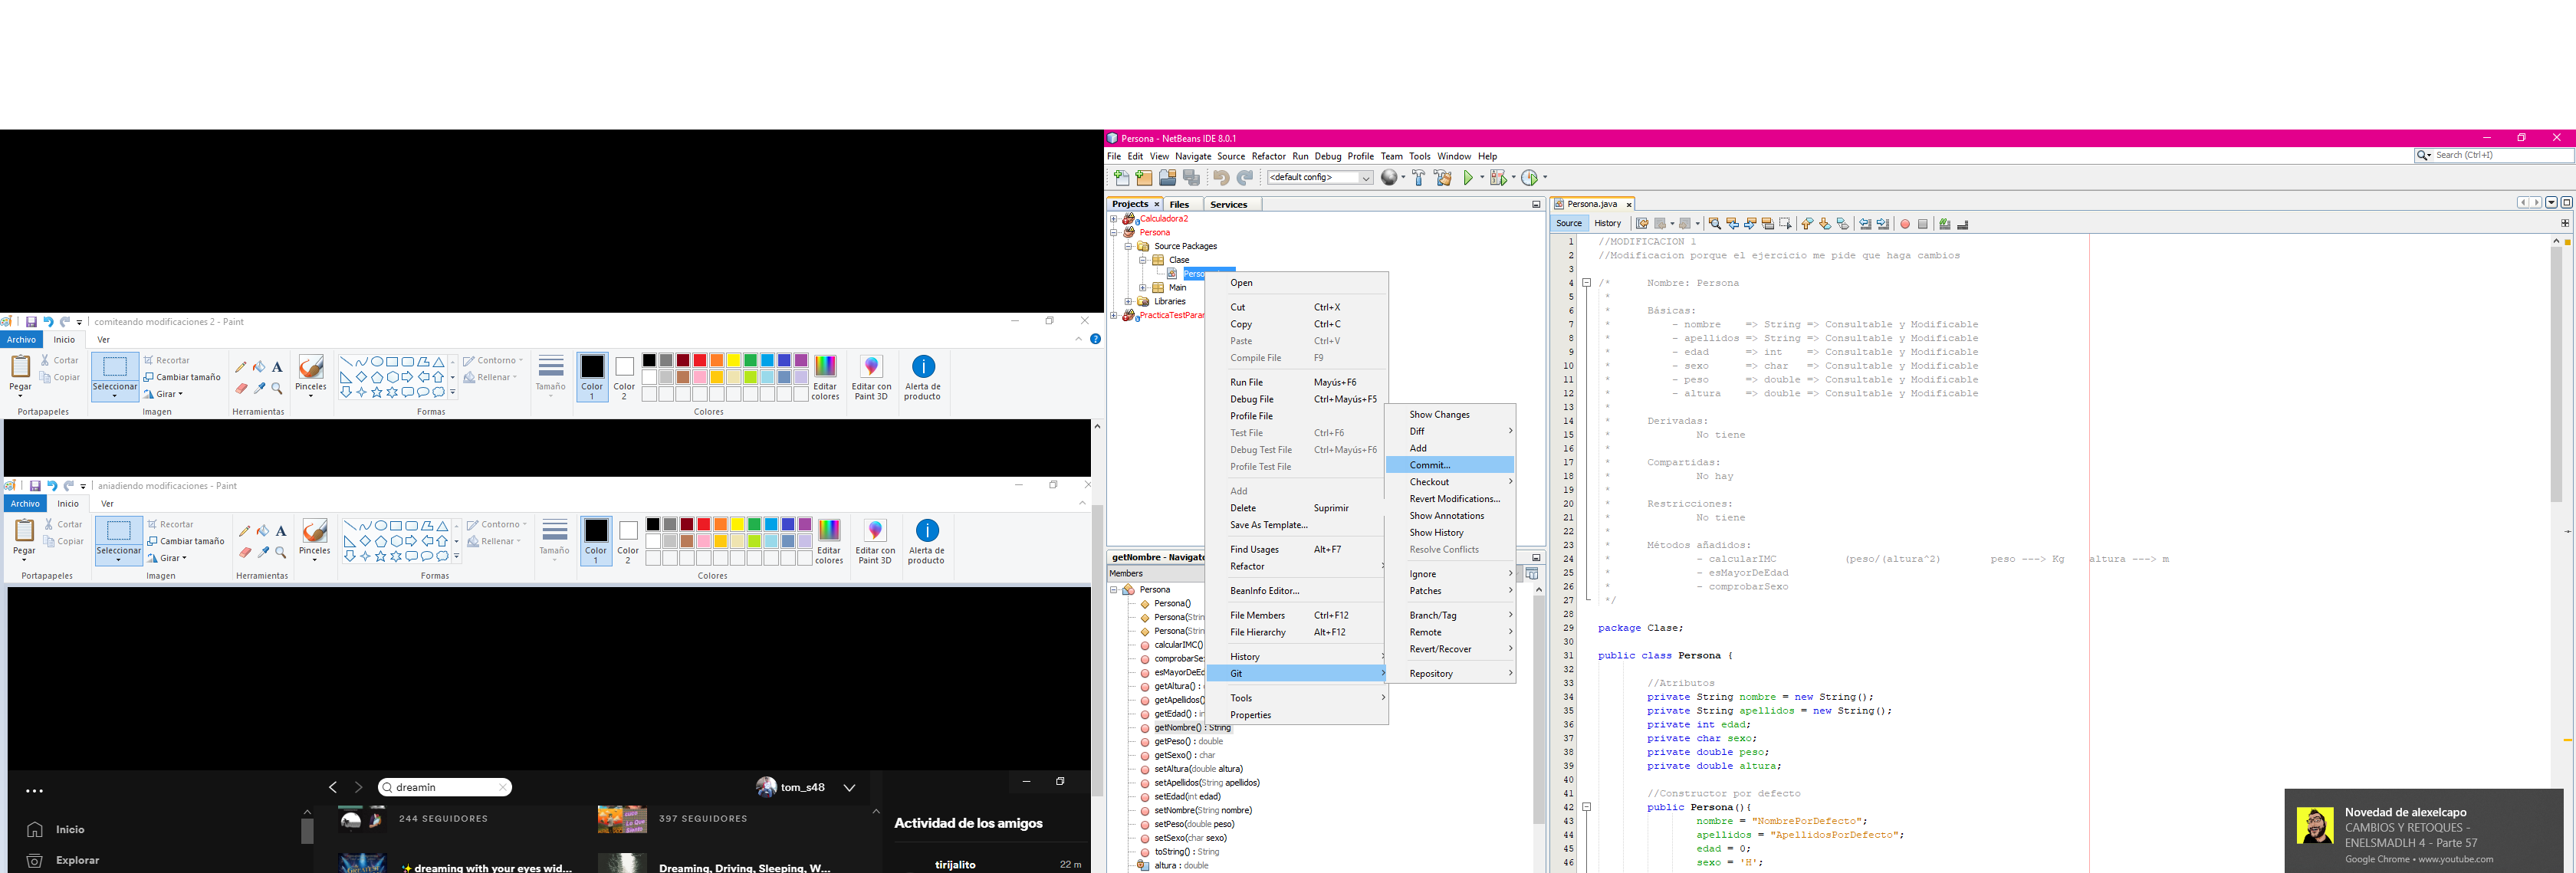 comiteando modificaciones 2 - Paint
Archivo Inicio Ver
Pegar
Cortar
Copiar
Portapapeles
Seleccionar
Recortar
Cambiar tamaño
Girar
Imagen
Herramientas
Pinceles
Formas
Contorno
Rellenar
Tamaño
Color 1
Color 2
Colores
Editar colores
Editar con Paint 3D
Alerta de producto
aniadiendo modificaciones - Paint
Archivo Inicio Ver
Pegar
Cortar
Copiar
Portapapeles
Seleccionar
Recortar
Cambiar tamaño
Girar
Imagen
Herramientas
Pinceles
Formas
Contorno
Rellenar
Tamaño
Color 1
Color 2
Colores
Editar colores
Editar con Paint 3D
Alerta de producto
dreamin
tom_s48
Inicio
Explorar
244 SEGUIDORES
397 SEGUIDORES
dreaming with your eyes wid...
Dreaming, Driving, Sleeping, W...
Actividad de los amigos
tirijalito 22 m
Persona - NetBeans IDE 8.0.1
File Edit View Navigate Source Refactor Run Debug Profile Team Tools Window Help
Search (Ctrl+I)
<default config>
Projects Files Services
Calculadora2
Persona
Source Packages
Clase
Main
Libraries
PracticaTestParar
Open
Cut Ctrl+X
Copy Ctrl+C
Paste Ctrl+V
Compile File F9
Run File Mayús+F6
Debug File Ctrl+Mayús+F5
Profile File
Test File Ctrl+F6
Debug Test File Ctrl+Mayús+F6
Profile Test File
Add
Delete Suprimir
Save As Template...
Find Usages Alt+F7
Refactor
BeanInfo Editor...
File Members Ctrl+F12
File Hierarchy Alt+F12
History
Git
Tools
Properties
Show Changes
Diff
Add
Commit...
Checkout
Revert Modifications...
Show Annotations
Show History
Resolve Conflicts
Ignore
Patches
Branch/Tag
Remote
Revert/Recover
Repository
getNombre - Navigato
Members
Persona
Persona()
Persona(Strin
Persona(Strin
calcularIMC()
comprobarSe
esMayorDeEd
getAltura() :
getApellidos()
getEdad() : in
getNombre() : String
getPeso() : double
getSexo() : char
setAltura(double altura)
setApellidos(String apellidos)
setEdad(int edad)
setNombre(String nombre)
setPeso(double peso)
setSexo(char sexo)
toString() : String
altura : double
Persona.java
Source History
1 //MODIFICACION 1
2 //Modificacion porque el ejercicio me pide que haga cambios
3
4 /* Nombre: Persona
5 *
6 * Básicas:
7 * - nombre => String => Consultable y Modificable
8 * - apellidos => String => Consultable y Modificable
9 * - edad => int => Consultable y Modificable
10 * - sexo => char => Consultable y Modificable
11 * - peso => double => Consultable y Modificable
12 * - altura => double => Consultable y Modificable
13 *
14 * Derivadas:
15 * No tiene
16 *
17 * Compartidas:
18 * No hay
19 *
20 * Restricciones:
21 * No tiene
22 *
23 * Métodos añadidos:
24 * - calcularIMC (peso/(altura^2) peso ---> Kg altura ---> m
25 * - esMayorDeEdad
26 * - comprobarSexo
27 */
28
29 package Clase;
30
31 public class Persona {
32
33 //Atributos
34 private String nombre = new String();
35 private String apellidos = new String();
36 private int edad;
37 private char sexo;
38 private double peso;
39 private double altura;
40
41 //Constructor por defecto
42 public Persona(){
43 nombre = "NombrePorDefecto";
44 apellidos = "ApellidosPorDefecto";
45 edad = 0;
46 sexo = 'H';
Novedad de alexelcapo
CAMBIOS Y RETOQUES -
ENELSMADLH 4 - Parte 57
Google Chrome • www.youtube.com